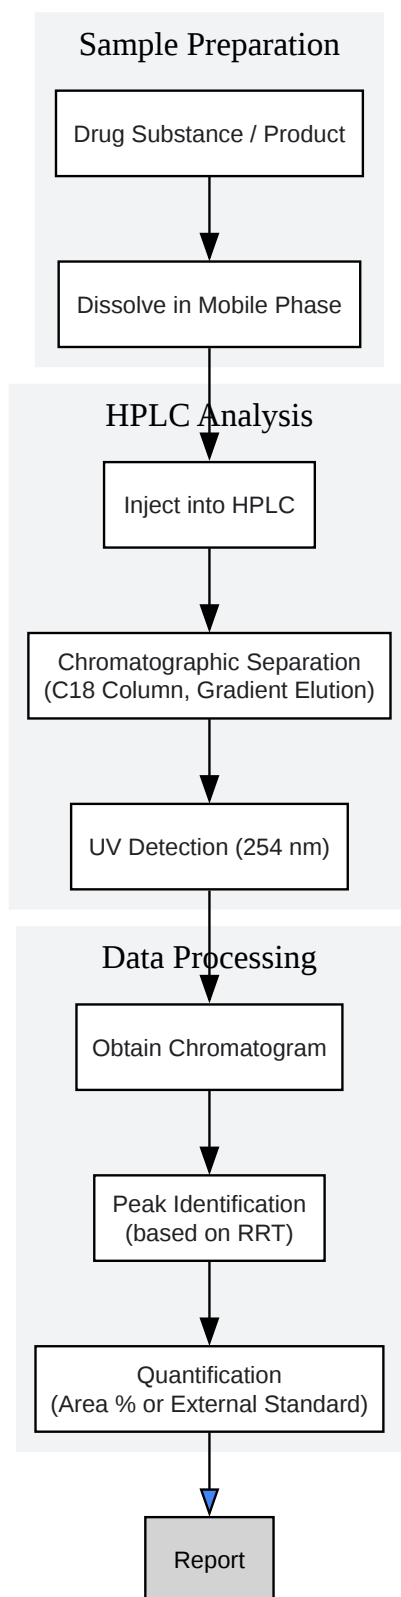 Sample Preparation
Drug Substance / Product
Dissolve in Mobile Phase
HPLC Analysis
Inject into HPLC
Chromatographic Separation
(C18 Column, Gradient Elution)
UV Detection (254 nm)
Data Processing
Obtain Chromatogram
Peak Identification
(based on RRT)
Quantification
(Area % or External Standard)
Report